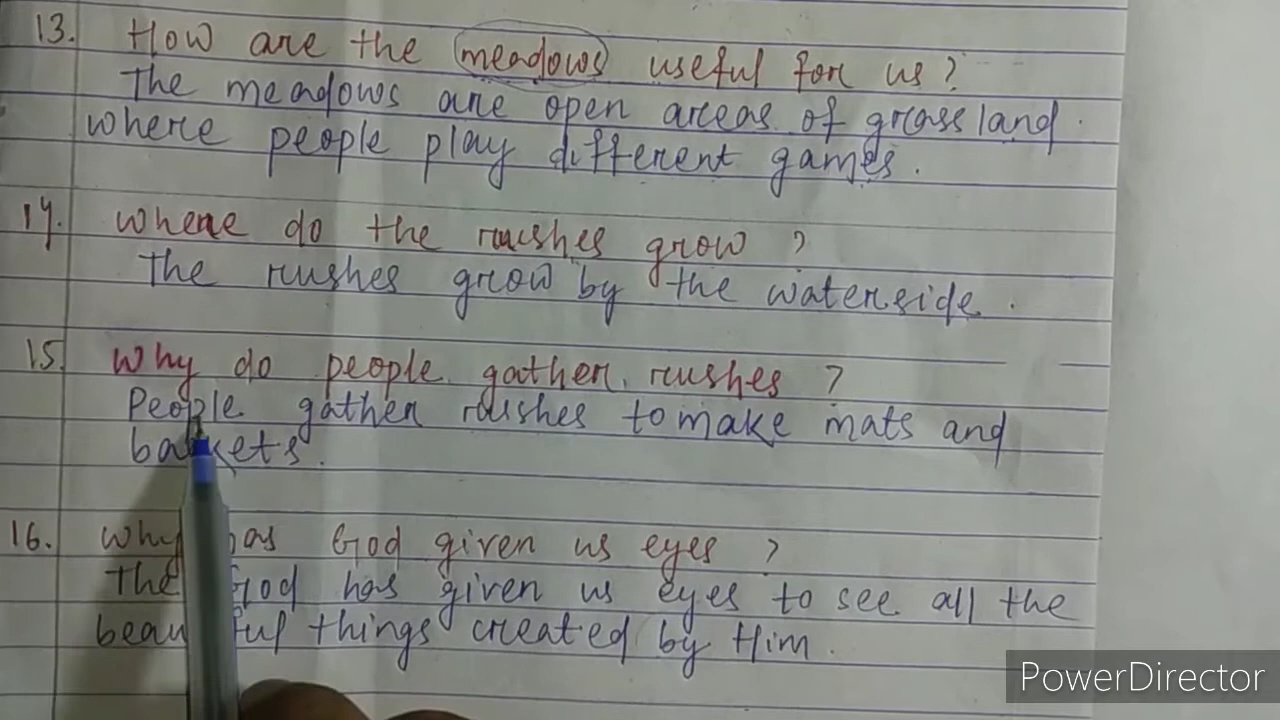 13. How are the meadows useful for us?
The meadows are open areas of grassland
where people play different games.
14. Where do the rushes grow ?
The rushes grow by the waterside.
15. Why do people gather rushes ?
People gather rushes to make mats and
baskets.
16. Why has God given us eyes ?
The God has given us eyes to see all the
beautiful things created by Him.
PowerDirector